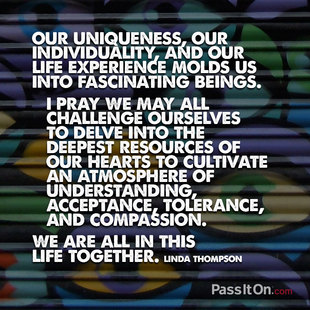 OUR UNIQUENESS, OUR
INDIVIDUALITY, AND OUR
LIFE EXPERIENCE MOLDS US
INTO FASCINATING BEINGS.
I PRAY WE MAY ALL
CHALLENGE OURSELVES
TO DELVE INTO THE
DEEPEST RESOURCES OF
OUR HEARTS TO CULTIVATE
AN ATMOSPHERE OF
UNDERSTANDING,
ACCEPTANCE, TOLERANCE,
AND COMPASSION.
WE ARE ALL IN THIS
LIFE TOGETHER. LINDA THOMPSON
PassItOn.com